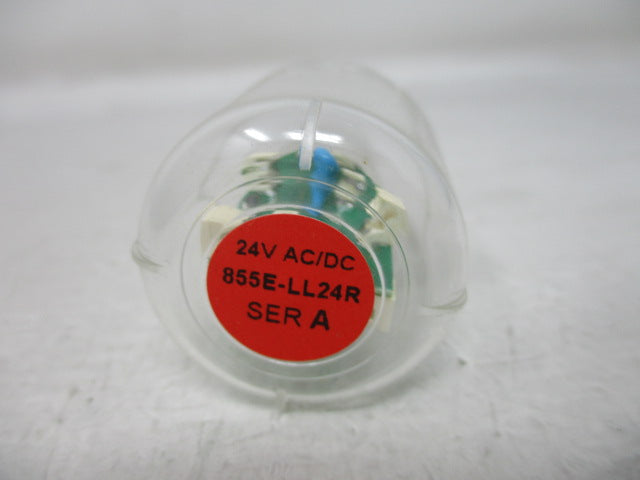 24V AC/DC
855E-LL24R
SER A